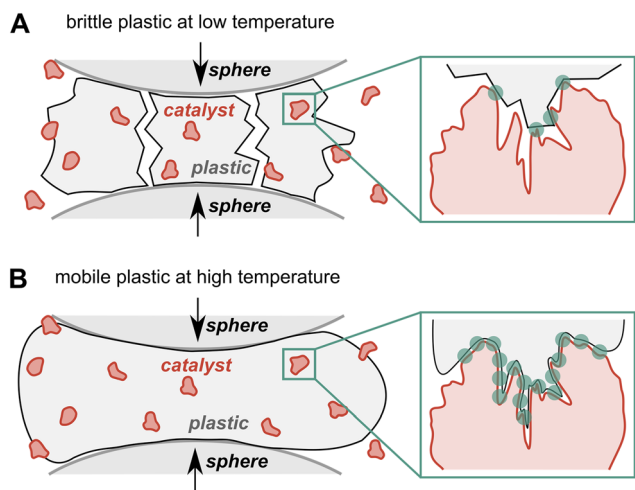 A
brittle plastic at low temperature
sphere
catalyst
plastic
sphere
B
mobile plastic at high temperature
sphere
catalyst
plastic
sphere